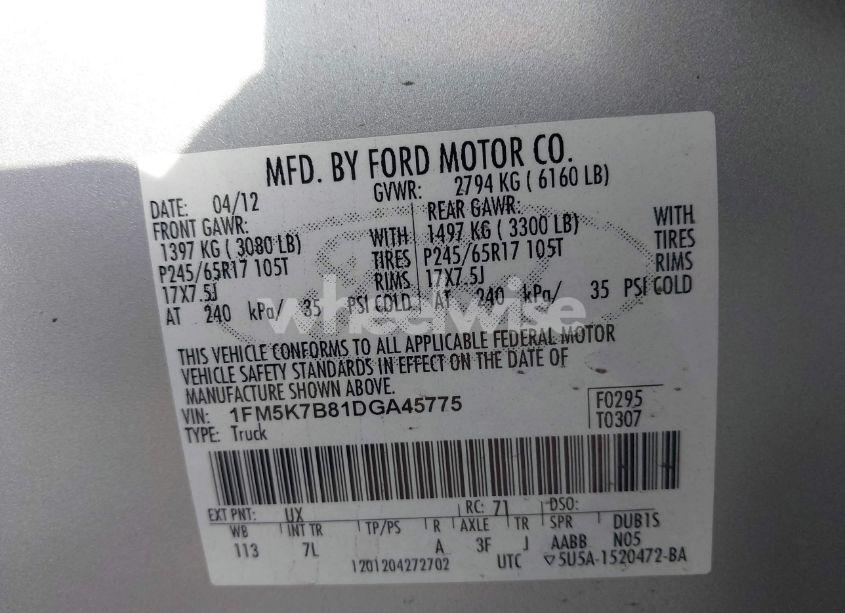 MFD. BY FORD MOTOR CO.
DATE: 04/12 GVWR: 2794 KG ( 6160 LB)
FRONT GAWR: REAR GAWR:
1397 KG ( 3080 LB) WITH 1497 KG ( 3300 LB) WITH
P245/65R17 105T TIRES P245/65R17 105T TIRES
17X7.5J RIMS 17X7.5J RIMS
AT 240 kPa/ 35 PSI COLD AT 240 kPa/ 35 PSI COLD
wheelwise
THIS VEHICLE CONFORMS TO ALL APPLICABLE FEDERAL MOTOR
VEHICLE SAFETY STANDARDS IN EFFECT ON THE DATE OF
MANUFACTURE SHOWN ABOVE.
VIN: 1FM5K7B81DGA45775 F0295
TYPE: Truck T0307
EXT PNT: UX RC: 71 DSO:
WB INT TR TP/PS R AXLE TR SPR DUB1S
113 7L A 3F J AABB N05
1201204272702 UTC ▽5U5A-1520472-BA